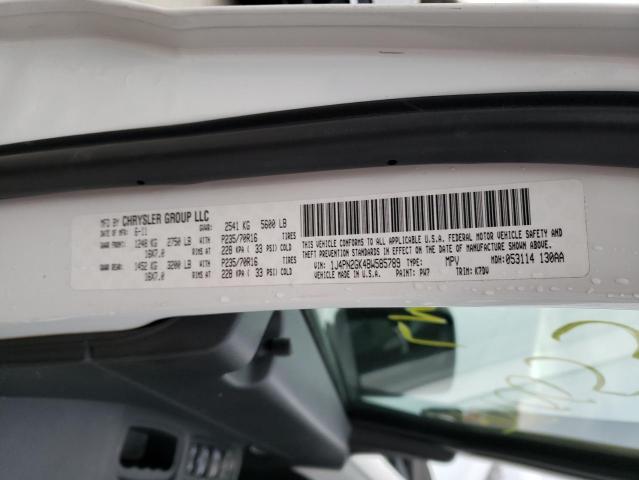 MFG BY CHRYSLER GROUP LLC
DATE OF MFR: 6-11 GVWR: 2541 KG 5600 LB
GAWR FRONT: 1248 KG 2750 LB WITH P235/70R16 TIRES
16X7.0 RIMS AT 228 KPA ( 33 PSI) COLD
GAWR REAR: 1452 KG 3200 LB WITH P235/70R16 TIRES
16X7.0 RIMS AT 228 KPA ( 33 PSI) COLD
THIS VEHICLE CONFORMS TO ALL APPLICABLE U.S.A. FEDERAL MOTOR VEHICLE SAFETY AND
THEFT PREVENTION STANDARDS IN EFFECT ON THE DATE OF MANUFACTURE SHOWN ABOVE.
VIN: 1J4PN2GK4BW585789 TYPE: MPV MDH: 053114 130AA
VEHICLE MADE IN U.S.A. PAINT: PW7 TRIM: K7DV